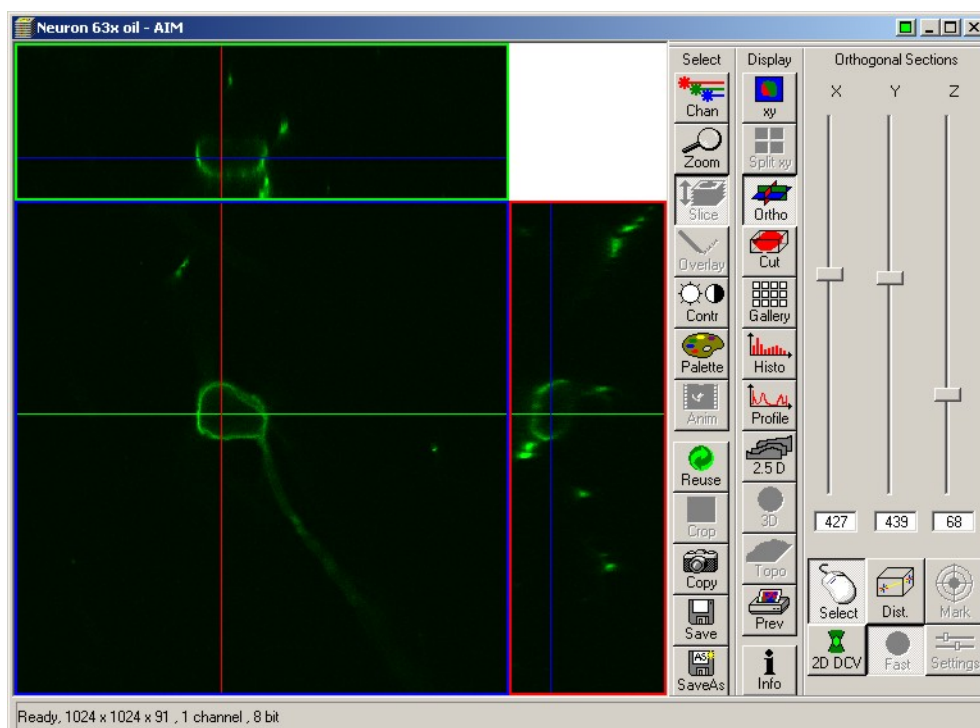 Neuron 63x oil - AIM
Select
Display
Orthogonal Sections
Chan
xy
X
Y
Z
Zoom
Split xy
Slice
Ortho
Overlay
Cut
Contr
Gallery
Palette
Histo
Anim
Profile
Reuse
2.5 D
Crop
3D
427
439
68
Copy
Topo
Select
Dist.
Mark
Save
Prev
AS
SaveAs
Info
2D DCV
Fast
Settings
Ready, 1024 x 1024 x 91 , 1 channel , 8 bit